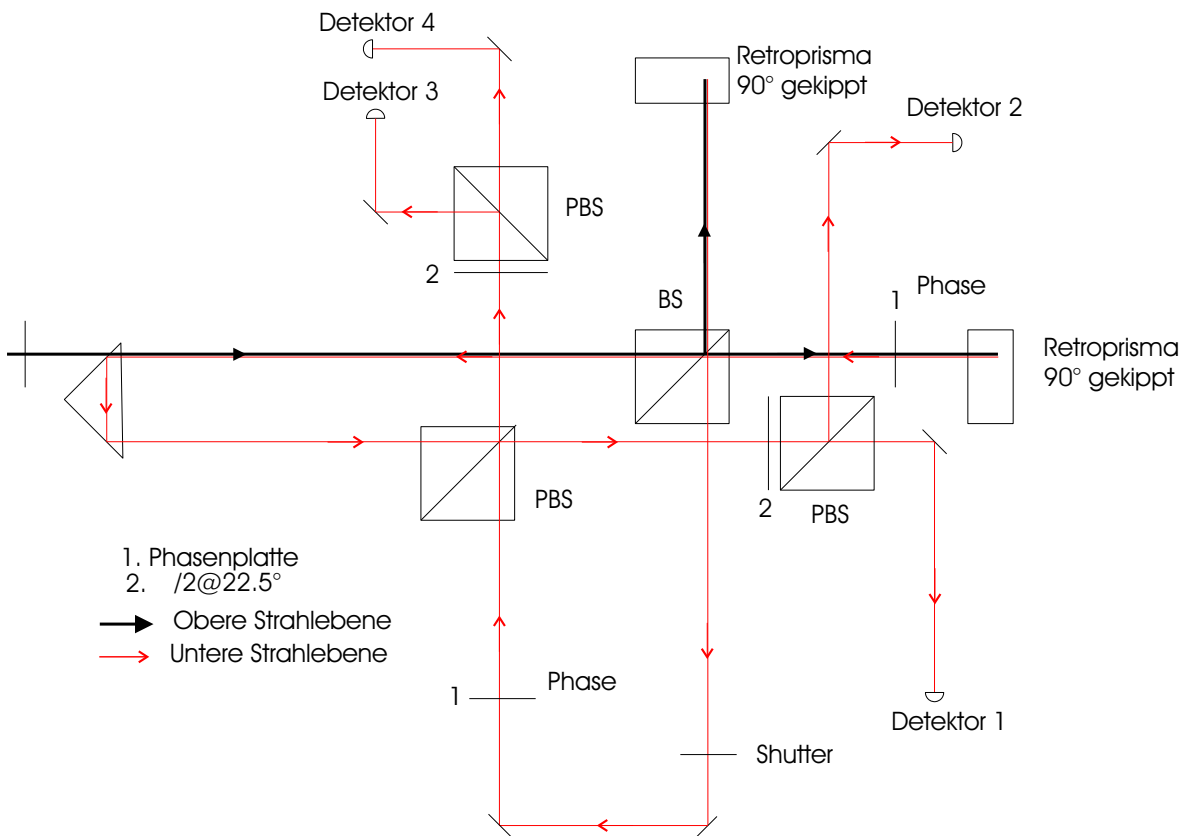 Detektor 4
Retroprisma
90° gekippt
Detektor 3
Detektor 2
PBS
2
BS
1
Phase
Retroprisma
90° gekippt
PBS
2
PBS
1. Phasenplatte
2. /2@22.5°
Obere Strahlebene
Untere Strahlebene
1
Phase
Detektor 1
Shutter